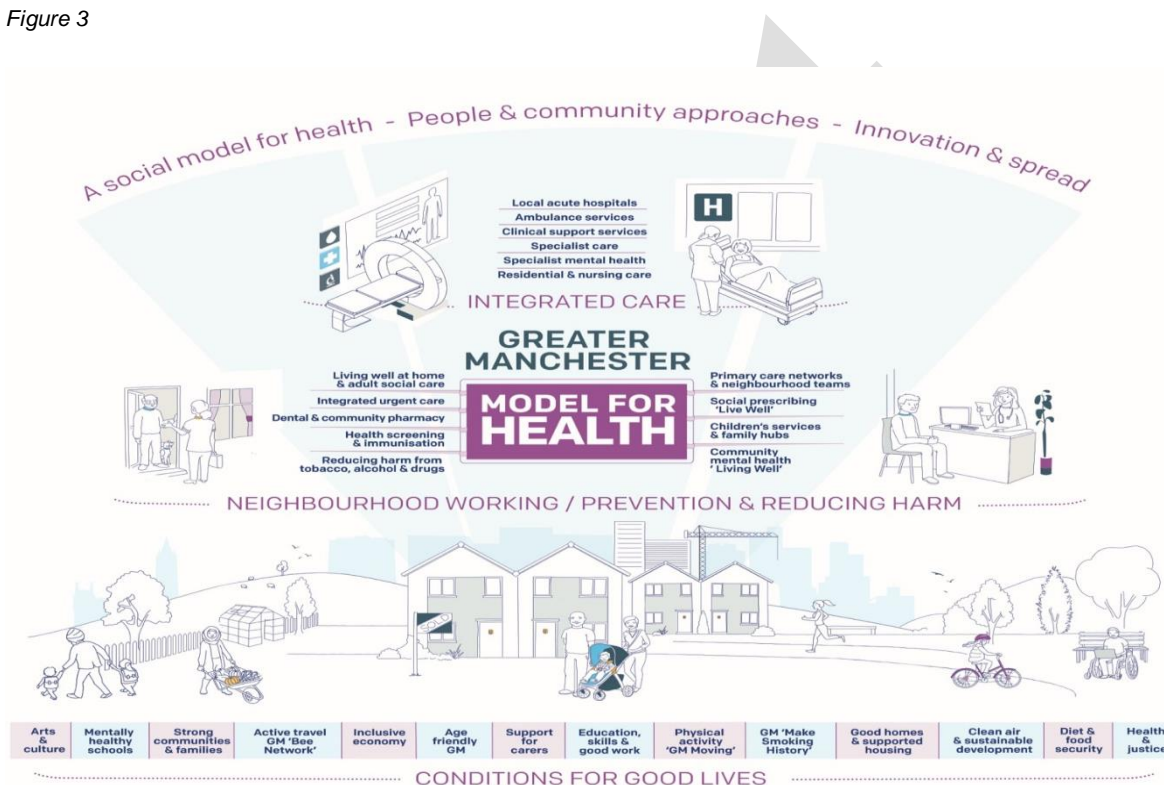 Figure 3
A social model for health - People & community approaches - Innovation & spread
H
Local acute hospitals
Ambulance services
Clinical support services
Specialist care
Specialist mental health
Residential & nursing care
INTEGRATED CARE
GREATER
MANCHESTER
MODEL FOR
HEALTH
Living well at home
& adult social care
Integrated urgent care
Dental & community pharmacy
Health screening
& immunisation
Reducing harm from
tobacco, alcohol & drugs
Primary care networks
& neighbourhood teams
Social prescribing
'Live Well'
Children's services
& family hubs
Community
mental health
' Living Well'
NEIGHBOURHOOD WORKING / PREVENTION & REDUCING HARM
SOLD
Arts
&
culture
Mentally
healthy
schools
Strong
communities
& families
Active travel
GM 'Bee
Network'
Inclusive
economy
Age
friendly
GM
Support
for
carers
Education,
skills &
good work
Physical
activity
'GM Moving'
GM 'Make
Smoking
History'
Good homes
& supported
housing
Clean air
& sustainable
development
Diet &
food
security
Health
&
justice
CONDITIONS FOR GOOD LIVES